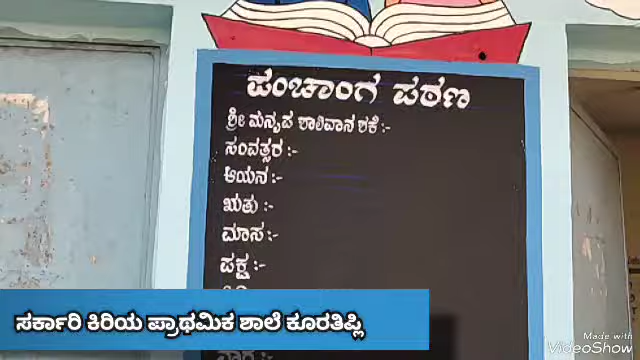 ಪಂಚಾಂಗ ಪಠಣ
ಶ್ರೀ ಮನ್ನೃಪ ಶಾಲಿವಾನ ಶಕೆ:-
ಸಂವತ್ಸರ :-
ಆಯನ :-
ಋತು :-
ಮಾಸ :-
ಪಕ್ಷ :-
ಸರ್ಕಾರಿ ಕಿರಿಯ ಪ್ರಾಥಮಿಕ ಶಾಲೆ ಕೂರತಿಪ್ಲಿ
ವಾರ :-
Made with
VideoShow